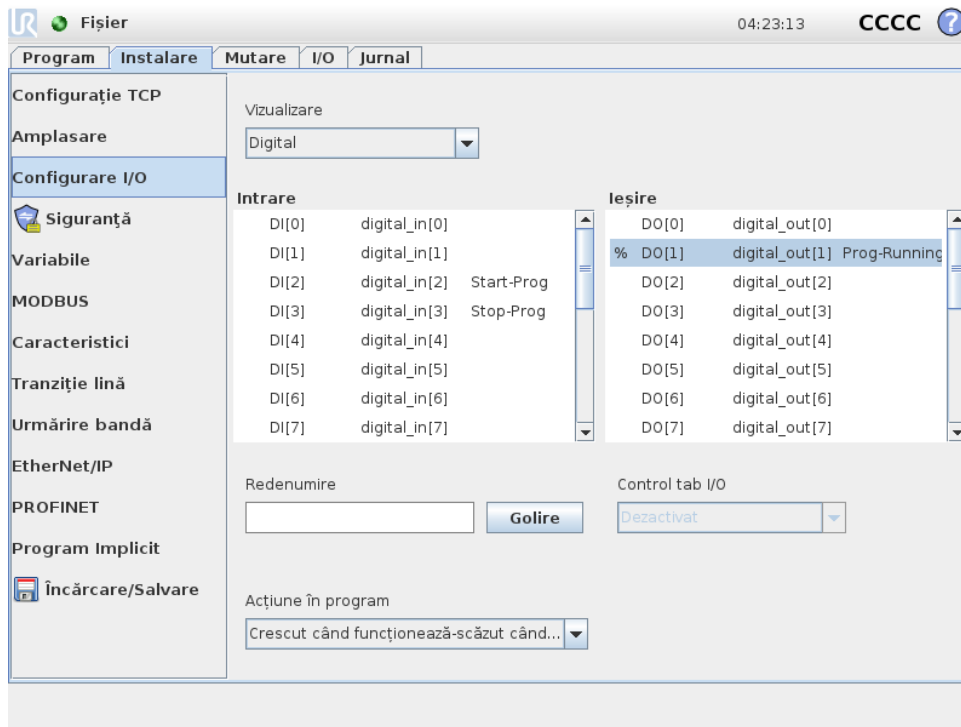 UR Fișier 04:23:13 CCCC ?
Program Instalare Mutare I/O Jurnal
Configurație TCP
Amplasare
Configurare I/O
Siguranță
Variabile
MODBUS
Caracteristici
Tranziție lină
Urmărire bandă
EtherNet/IP
PROFINET
Program Implicit
Încărcare/Salvare
Vizualizare
Digital
Intrare
DI[0] digital_in[0]
DI[1] digital_in[1]
DI[2] digital_in[2] Start-Prog
DI[3] digital_in[3] Stop-Prog
DI[4] digital_in[4]
DI[5] digital_in[5]
DI[6] digital_in[6]
DI[7] digital_in[7]
Ieșire
DO[0] digital_out[0]
% DO[1] digital_out[1] Prog-Running
DO[2] digital_out[2]
DO[3] digital_out[3]
DO[4] digital_out[4]
DO[5] digital_out[5]
DO[6] digital_out[6]
DO[7] digital_out[7]
Redenumire
Golire
Control tab I/O
Dezactivat
Acțiune în program
Crescut când funcționează-scăzut când...